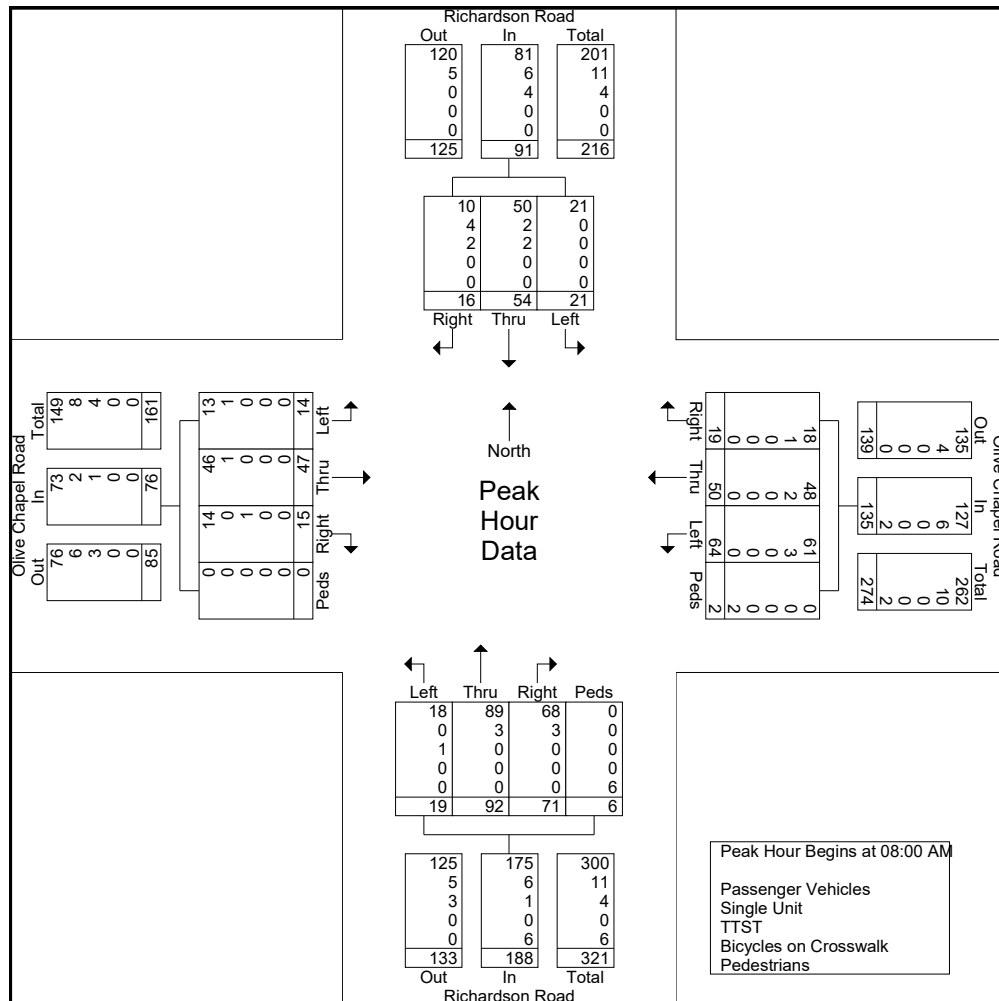 Richardson Road
Out In Total
120 81 201
5 6 11
0 4 4
0 0 0
0 0 0
125 91 216
10 50 21
4 2 0
2 2 0
0 0 0
0 0 0
16 54 21
Right Thru Left
Olive Chapel Road
Total In Out
149 8 4 0 0 161
73 2 1 0 0 76
76 6 3 0 0 85
13 1 0 0 0 14
46 1 0 0 0 47
14 0 1 0 0 15
0 0 0 0 0 0
Left Thru Right Peds
North
Peak
Hour
Data
Right Thru Left Peds
18 1 0 0 0 19
48 2 0 0 0 50
61 3 0 0 0 64
0 0 0 0 2 2
Olive Chapel Road
Out In Total
135 4 0 0 0 139
127 6 0 0 2 135
262 10 0 0 2 274
Left Thru Right Peds
18 89 68 0
0 3 3 0
1 0 0 0
0 0 0 0
0 0 0 6
19 92 71 6
125 175 300
5 6 11
3 1 4
0 0 0
0 6 6
133 188 321
Out In Total
Richardson Road
Peak Hour Begins at 08:00 AM
Passenger Vehicles
Single Unit
TTST
Bicycles on Crosswalk
Pedestrians